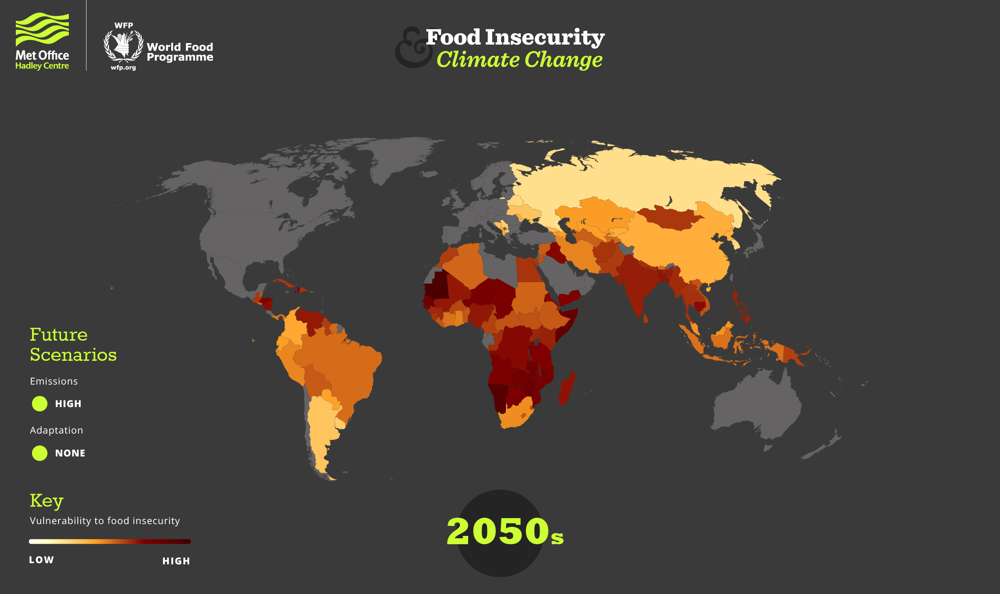 Met Office
Hadley Centre
WFP
World Food
Programme
wfp.org
&
Food Insecurity
Climate Change
Future
Scenarios
Emissions
HIGH
Adaptation
NONE
Key
Vulnerability to food insecurity
LOW
HIGH
2050s